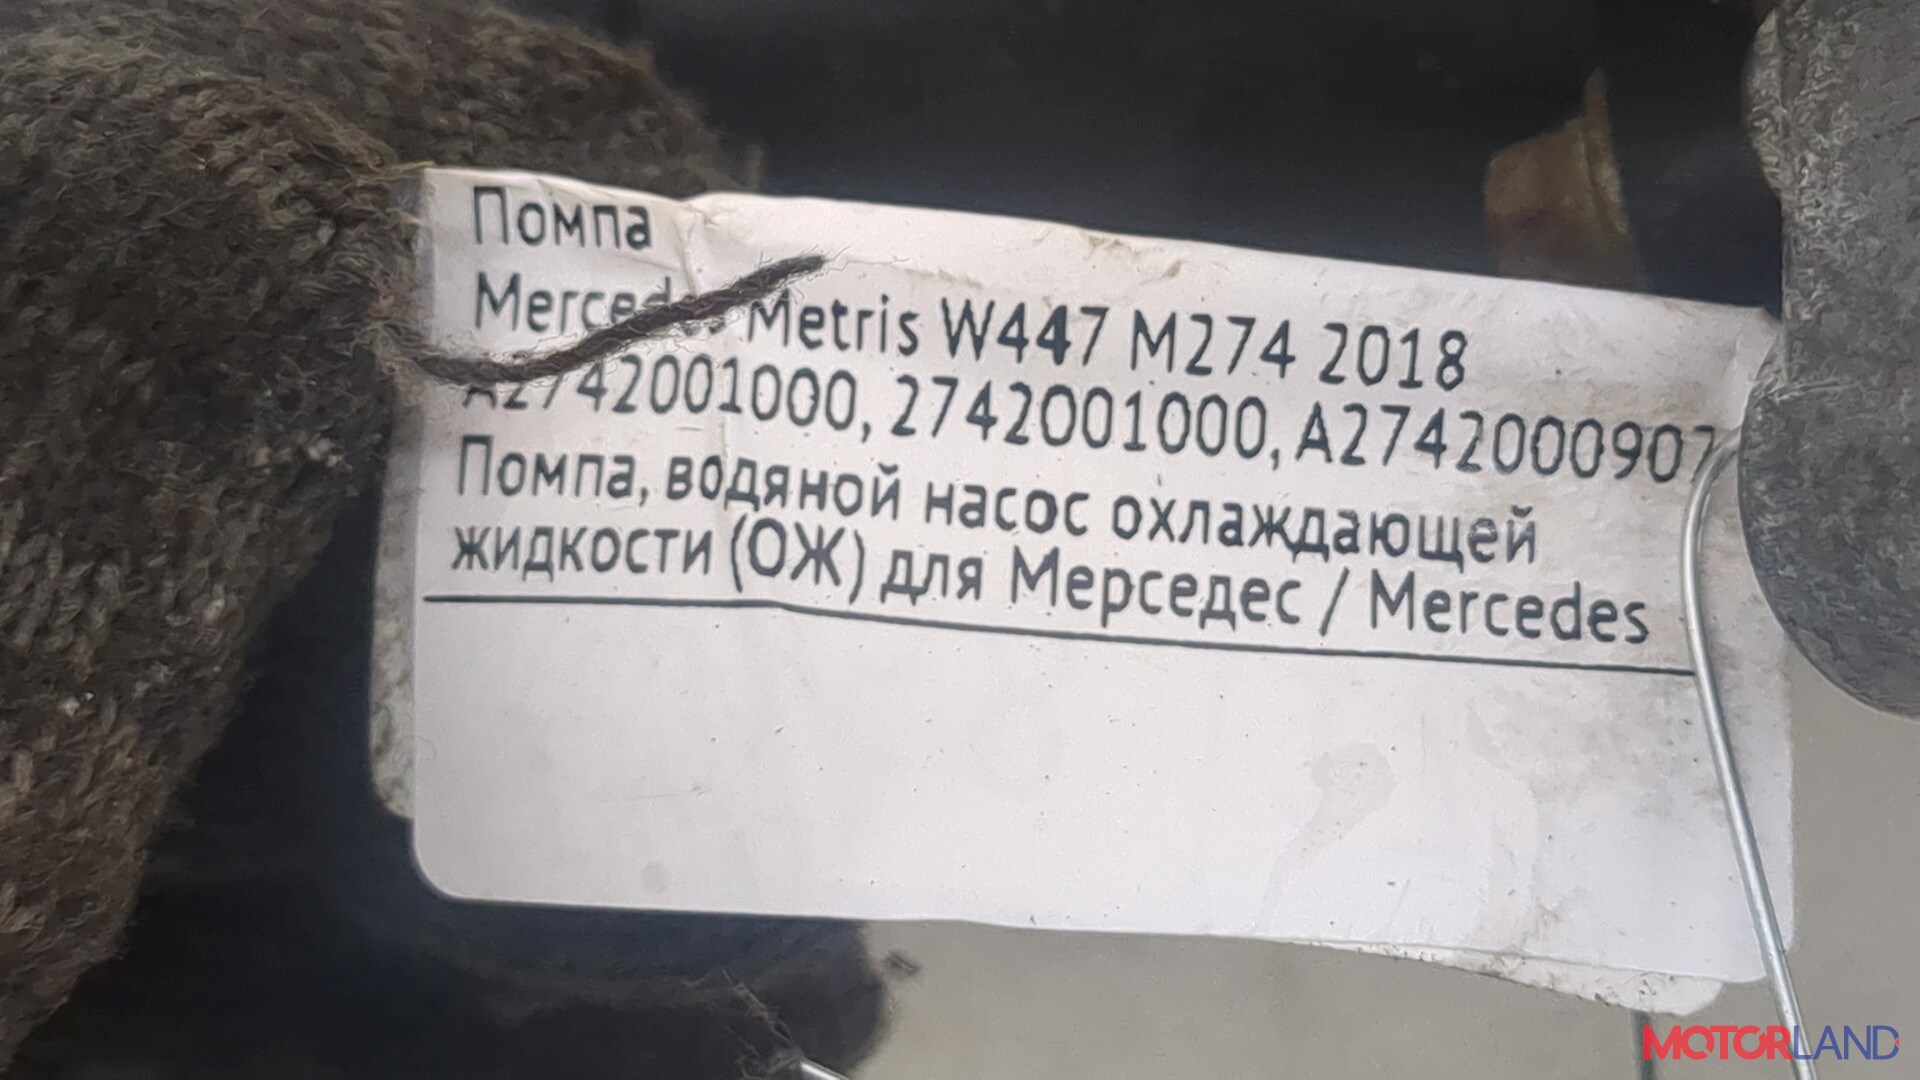 Помпа
Metris W447 M274 2018
A2742001000, 2742001000, A2742000907
Помпа, водяной насос охлаждающей
жидкости (ОЖ) для Мерседес / Mercedes
MOTORLAND